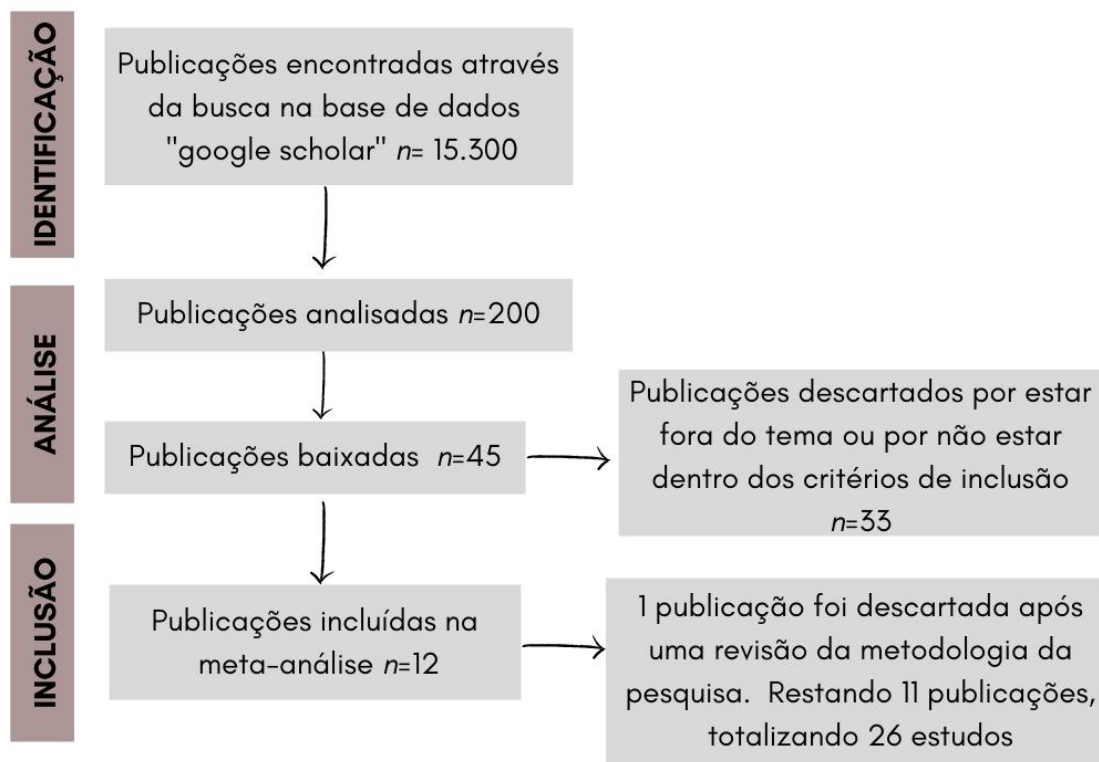 IDENTIFICAÇÃO
Publicações encontradas através
da busca na base de dados
"google scholar" n= 15.300
ANÁLISE
Publicações analisadas n=200
Publicações baixadas n=45
Publicações descartados por estar
fora do tema ou por não estar
dentro dos critérios de inclusão
n=33
INCLUSÃO
Publicações incluídas na
meta-análise n=12
1 publicação foi descartada após
uma revisão da metodologia da
pesquisa. Restando 11 publicações,
totalizando 26 estudos